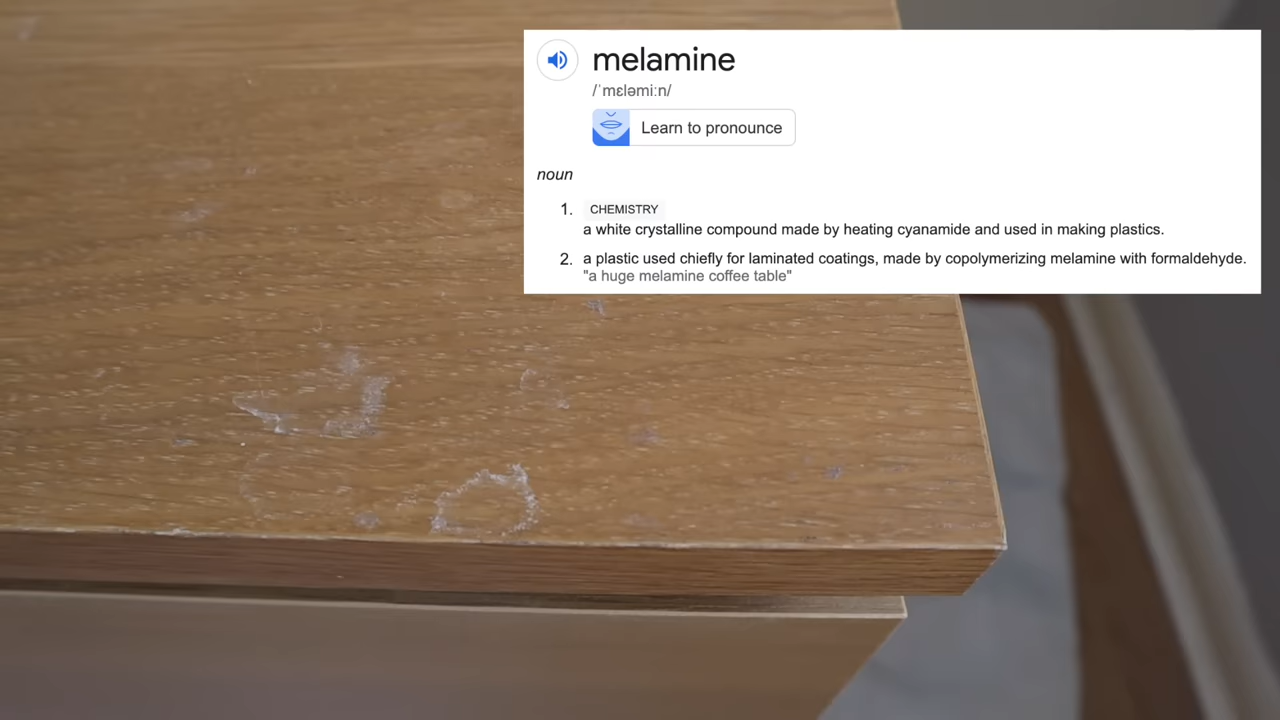 melamine
/ˈmɛləmiːn/
Learn to pronounce
noun
1. CHEMISTRY
a white crystalline compound made by heating cyanamide and used in making plastics.
2. a plastic used chiefly for laminated coatings, made by copolymerizing melamine with formaldehyde.
"a huge melamine coffee table"